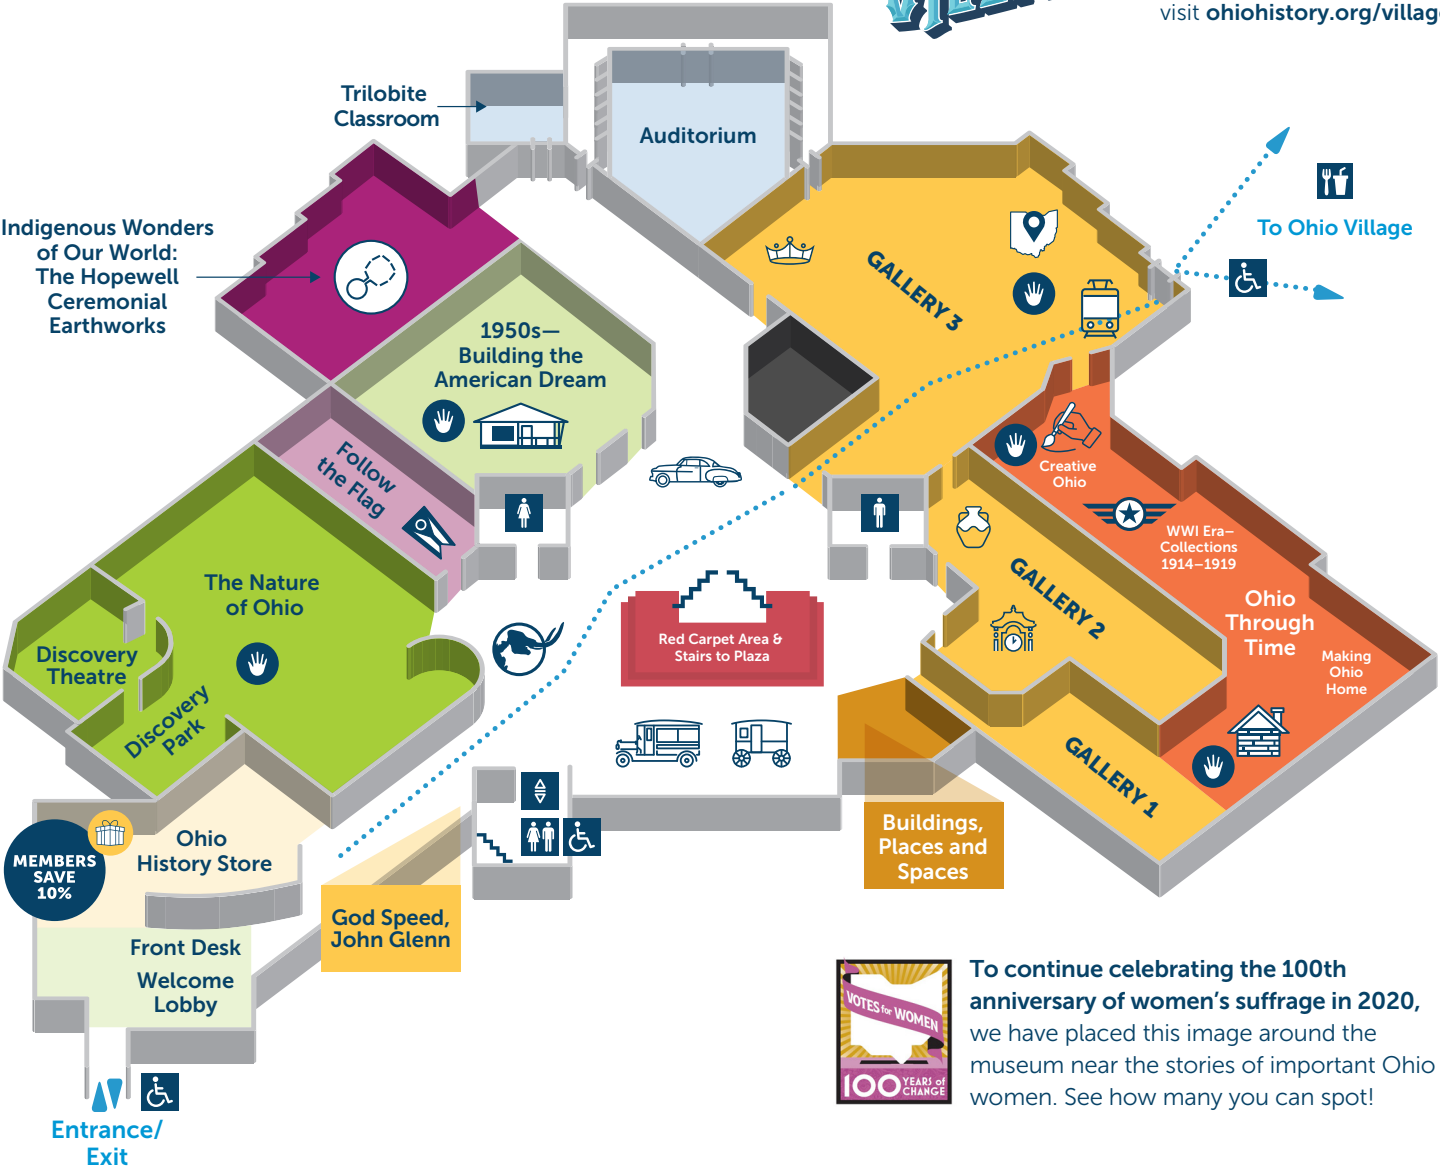 visit ohiohistory.org/village
Trilobite
Classroom
Auditorium
Indigenous Wonders
of Our World:
The Hopewell
Ceremonial
Earthworks
To Ohio Village
GALLERY 3
1950s—
Building the
American Dream
Follow
the Flag
Creative
Ohio
WWI Era–
Collections
1914–1919
The Nature
of Ohio
GALLERY 2
Ohio
Through
Time
Red Carpet Area &
Stairs to Plaza
Making
Ohio
Home
Discovery
Theatre
Discovery
Park
GALLERY 1
Ohio
History Store
MEMBERS
SAVE
10%
Buildings,
Places and
Spaces
God Speed,
John Glenn
Front Desk
Welcome
Lobby
Entrance/
Exit
VOTES for WOMEN
100 YEARS of
CHANGE
To continue celebrating the 100th
anniversary of women’s suffrage in 2020,
we have placed this image around the
museum near the stories of important Ohio
women. See how many you can spot!